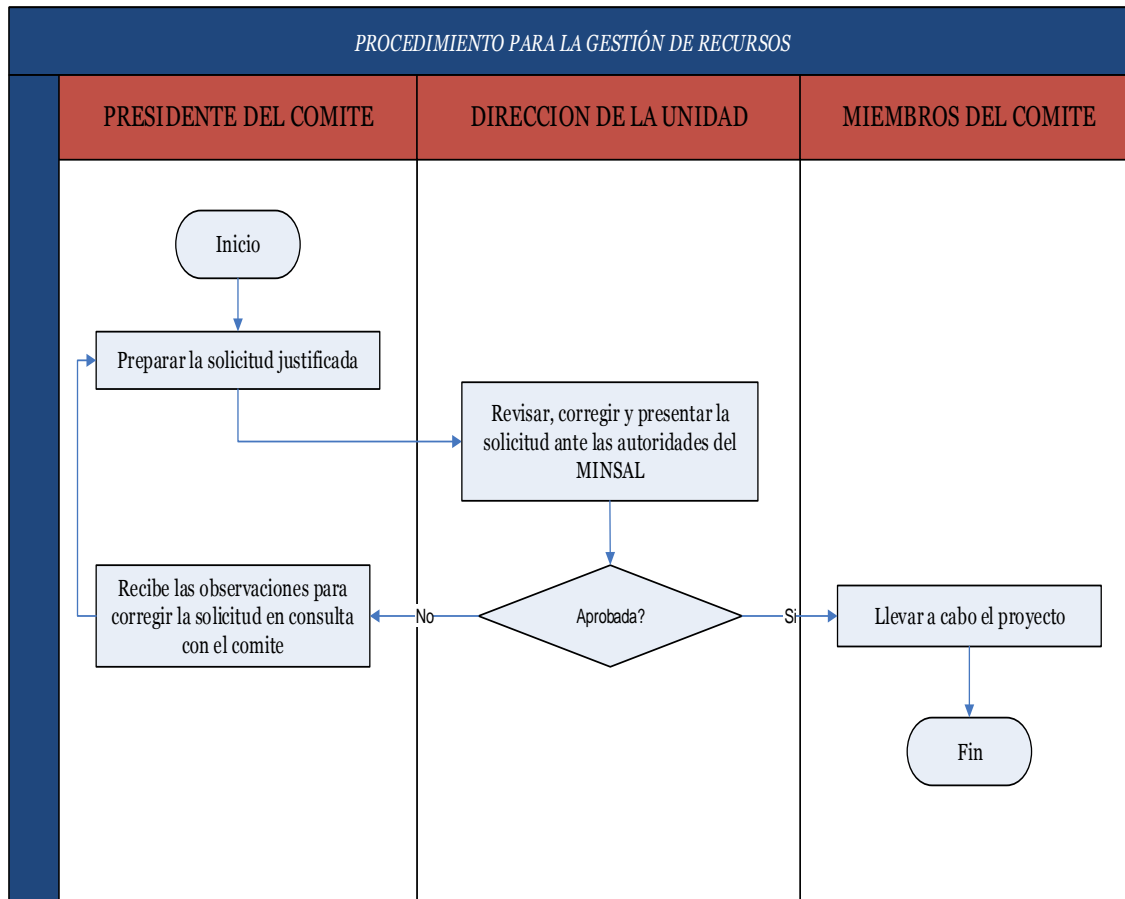 PROCEDIMIENTO PARA LA GESTIÓN DE RECURSOS
PRESIDENTE DEL COMITE
DIRECCION DE LA UNIDAD
MIEMBROS DEL COMITE
Inicio
Preparar la solicitud justificada
Revisar, corregir y presentar la
solicitud ante las autoridades del
MINSAL
Recibe las observaciones para
corregir la solicitud en consulta
con el comite
No
Aprobada?
Si
Llevar a cabo el proyecto
Fin